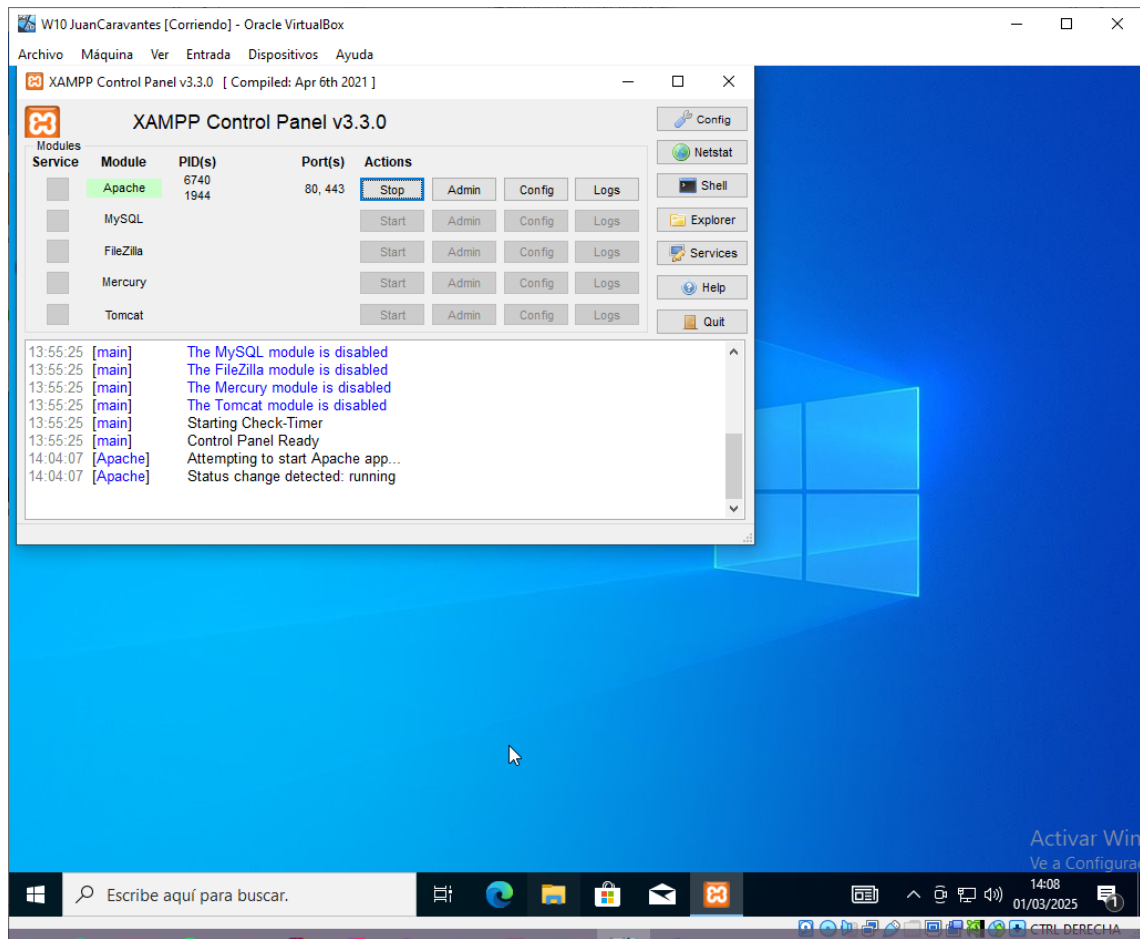 W10 JuanCaravantes [Corriendo] - Oracle VirtualBox
Archivo Máquina Ver Entrada Dispositivos Ayuda
XAMPP Control Panel v3.3.0 [ Compiled: Apr 6th 2021 ]
XAMPP Control Panel v3.3.0
Config
Modules
Service Module PID(s) Port(s) Actions
Netstat
Apache 6740 1944 80, 443 Stop Admin Config Logs
Shell
MySQL Start Admin Config Logs
Explorer
FileZilla Start Admin Config Logs
Services
Mercury Start Admin Config Logs
Help
Tomcat Start Admin Config Logs
Quit
13:55:25 [main] The MySQL module is disabled
13:55:25 [main] The FileZilla module is disabled
13:55:25 [main] The Mercury module is disabled
13:55:25 [main] The Tomcat module is disabled
13:55:25 [main] Starting Check-Timer
13:55:25 [main] Control Panel Ready
14:04:07 [Apache] Attempting to start Apache app...
14:04:07 [Apache] Status change detected: running
Activar Win
Ve a Configura
Escribe aquí para buscar.
14:08
01/03/2025
1
CTRL DERECHA